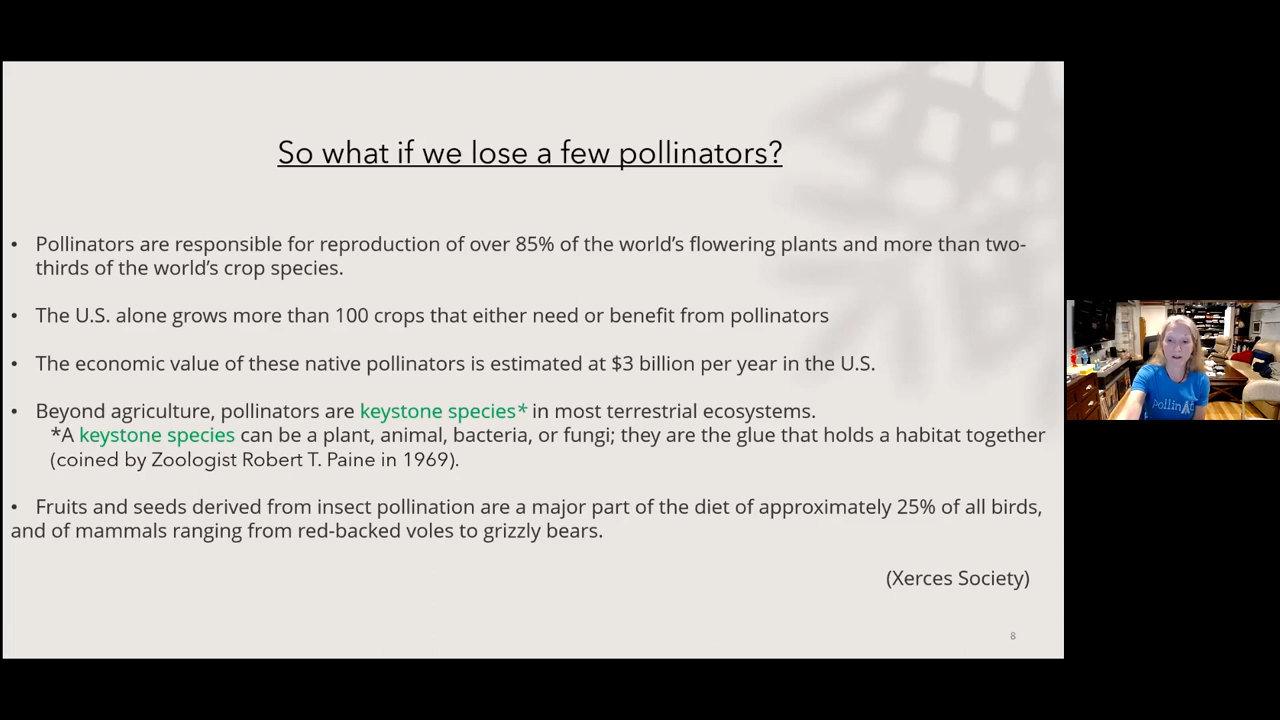 So what if we lose a few pollinators?
• Pollinators are responsible for reproduction of over 85% of the world’s flowering plants and more than two-
thirds of the world’s crop species.
• The U.S. alone grows more than 100 crops that either need or benefit from pollinators
• The economic value of these native pollinators is estimated at $3 billion per year in the U.S.
• Beyond agriculture, pollinators are keystone species* in most terrestrial ecosystems.
*A keystone species can be a plant, animal, bacteria, or fungi; they are the glue that holds a habitat together
(coined by Zoologist Robert T. Paine in 1969).
• Fruits and seeds derived from insect pollination are a major part of the diet of approximately 25% of all birds,
and of mammals ranging from red-backed voles to grizzly bears.
(Xerces Society)
8